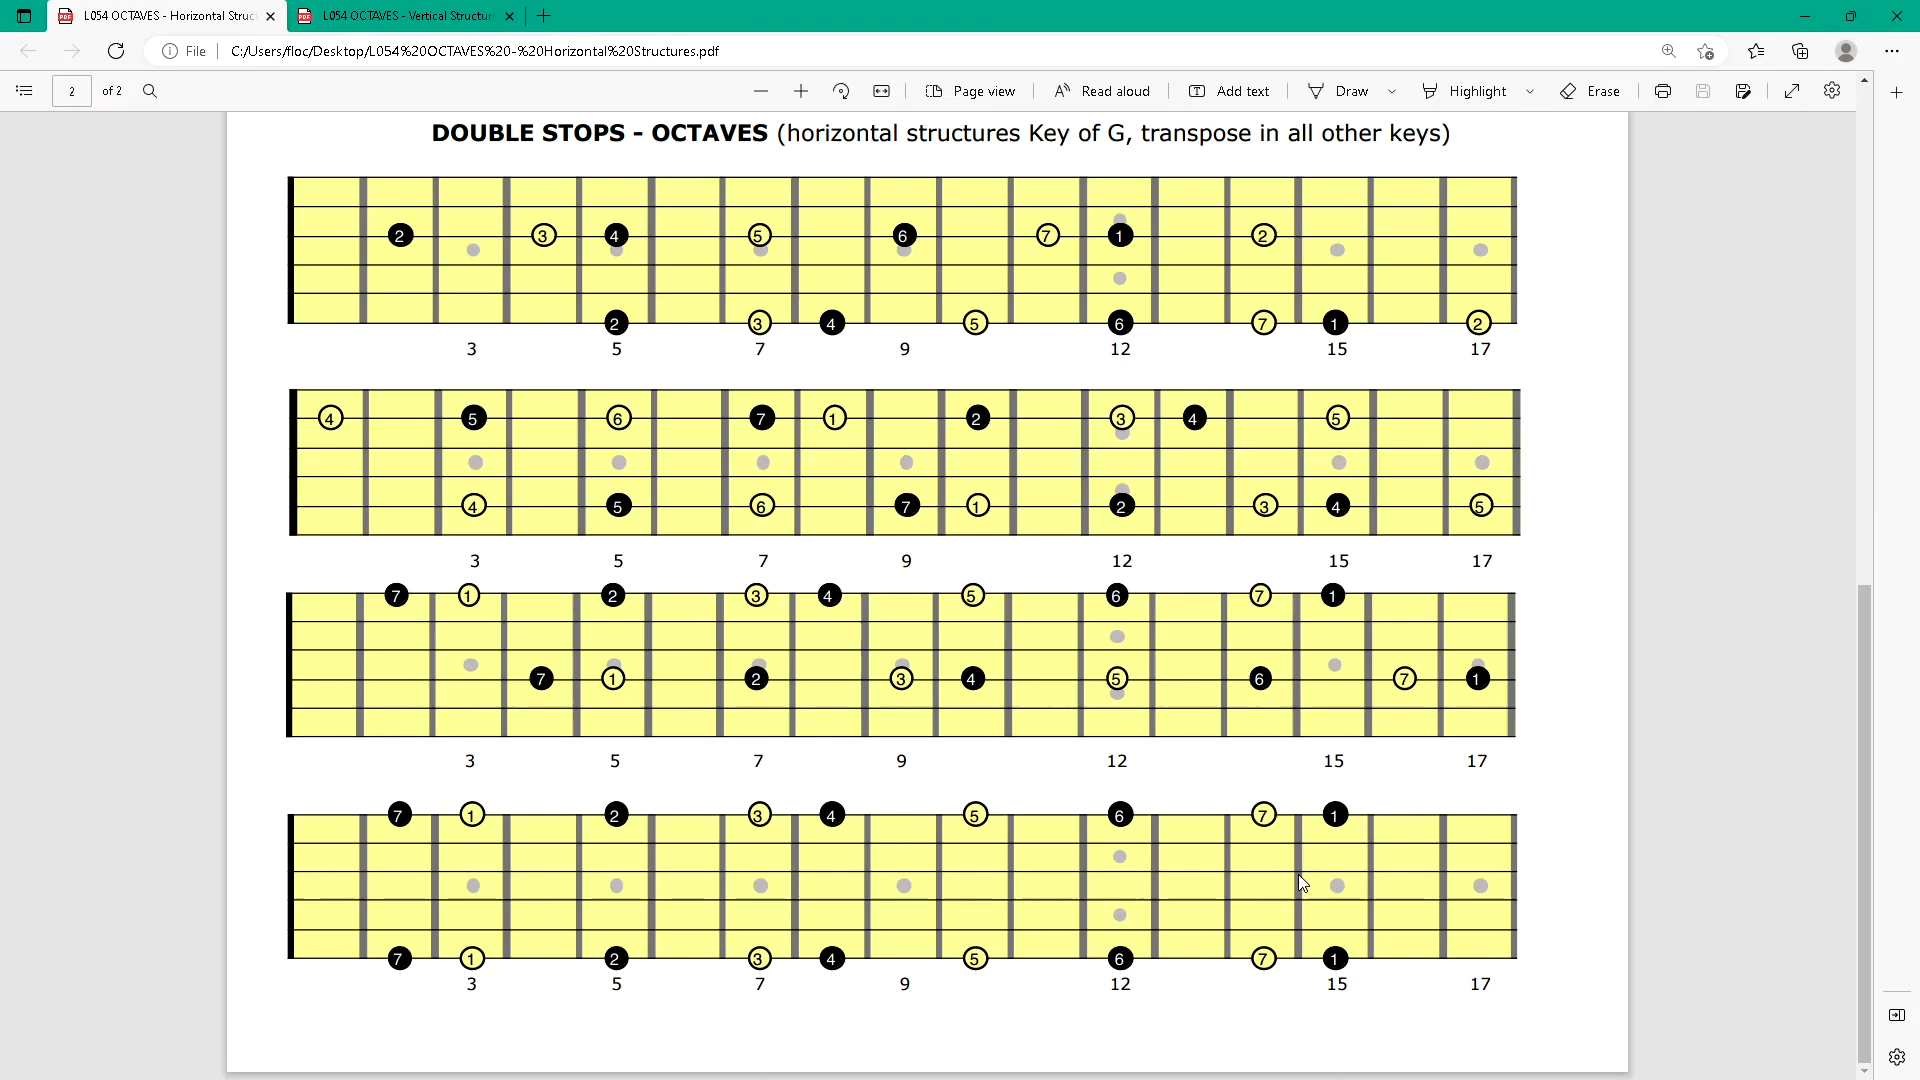 L054 OCTAVES - Horizontal Struc
L054 OCTAVES - Vertical Structure
File
C:/Users/floc/Desktop/L054%20OCTAVES%20-%20Horizontal%20Structures.pdf
2 of 2
Page view
Read aloud
Add text
Draw
Highlight
Erase
DOUBLE STOPS - OCTAVES (horizontal structures Key of G, transpose in all other keys)
2 3 4 5 6 7 1 2
2 3 4 5 6 7 1 2
3 5 7 9 12 15 17
4 5 6 7 1 2 3 4 5
4 5 6 7 1 2 3 4 5
3 5 7 9 12 15 17
7 1 2 3 4 5 6 7 1
7 1 2 3 4 5 6 7 1
3 5 7 9 12 15 17
7 1 2 3 4 5 6 7 1
7 1 2 3 4 5 6 7 1
3 5 7 9 12 15 17